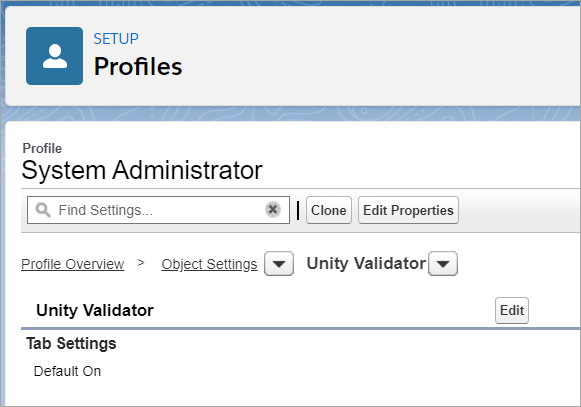 SETUP
Profiles
Profile
System Administrator
Find Settings... Clone Edit Properties
Profile Overview > Object Settings Unity Validator
Unity Validator Edit
Tab Settings
Default On